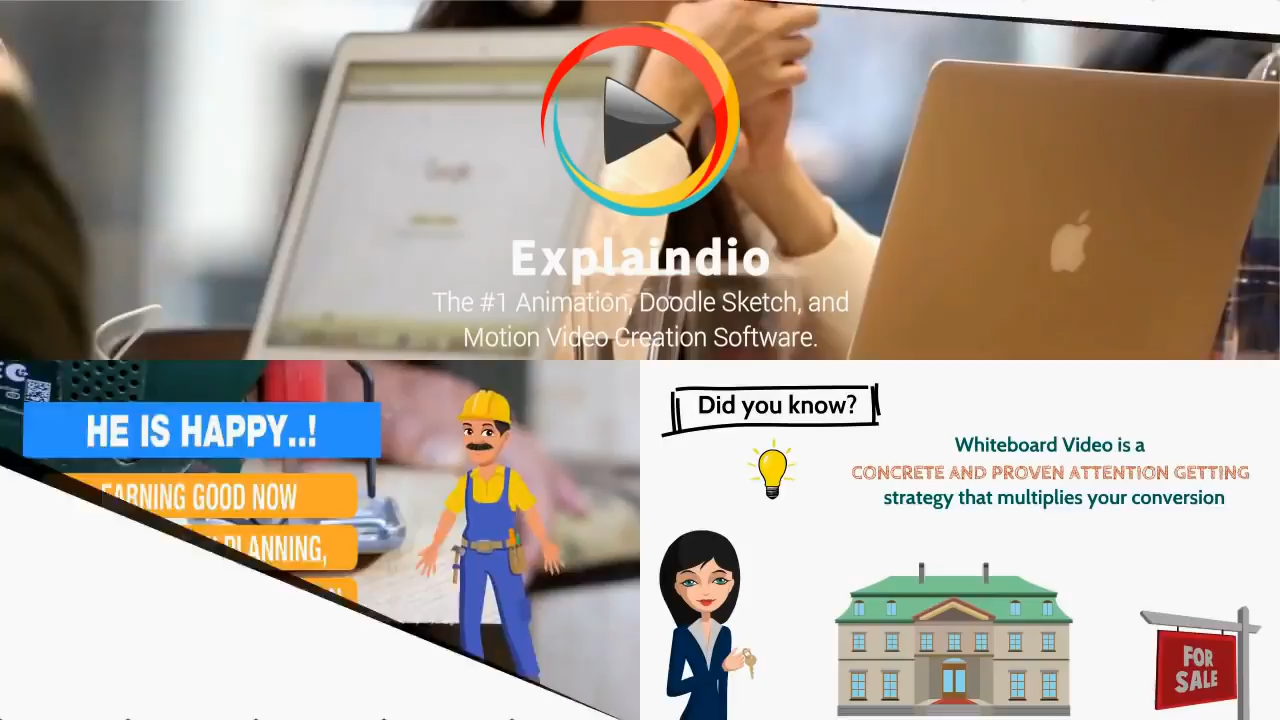 Google
Explaindio
The #1 Animation, Doodle Sketch, and
Motion Video Creation Software.
HE IS HAPPY..!
EARNING GOOD NOW
PLANNING,
Did you know?
Whiteboard Video is a
CONCRETE AND PROVEN ATTENTION GETTING
strategy that multiplies your conversion
FOR
SALE